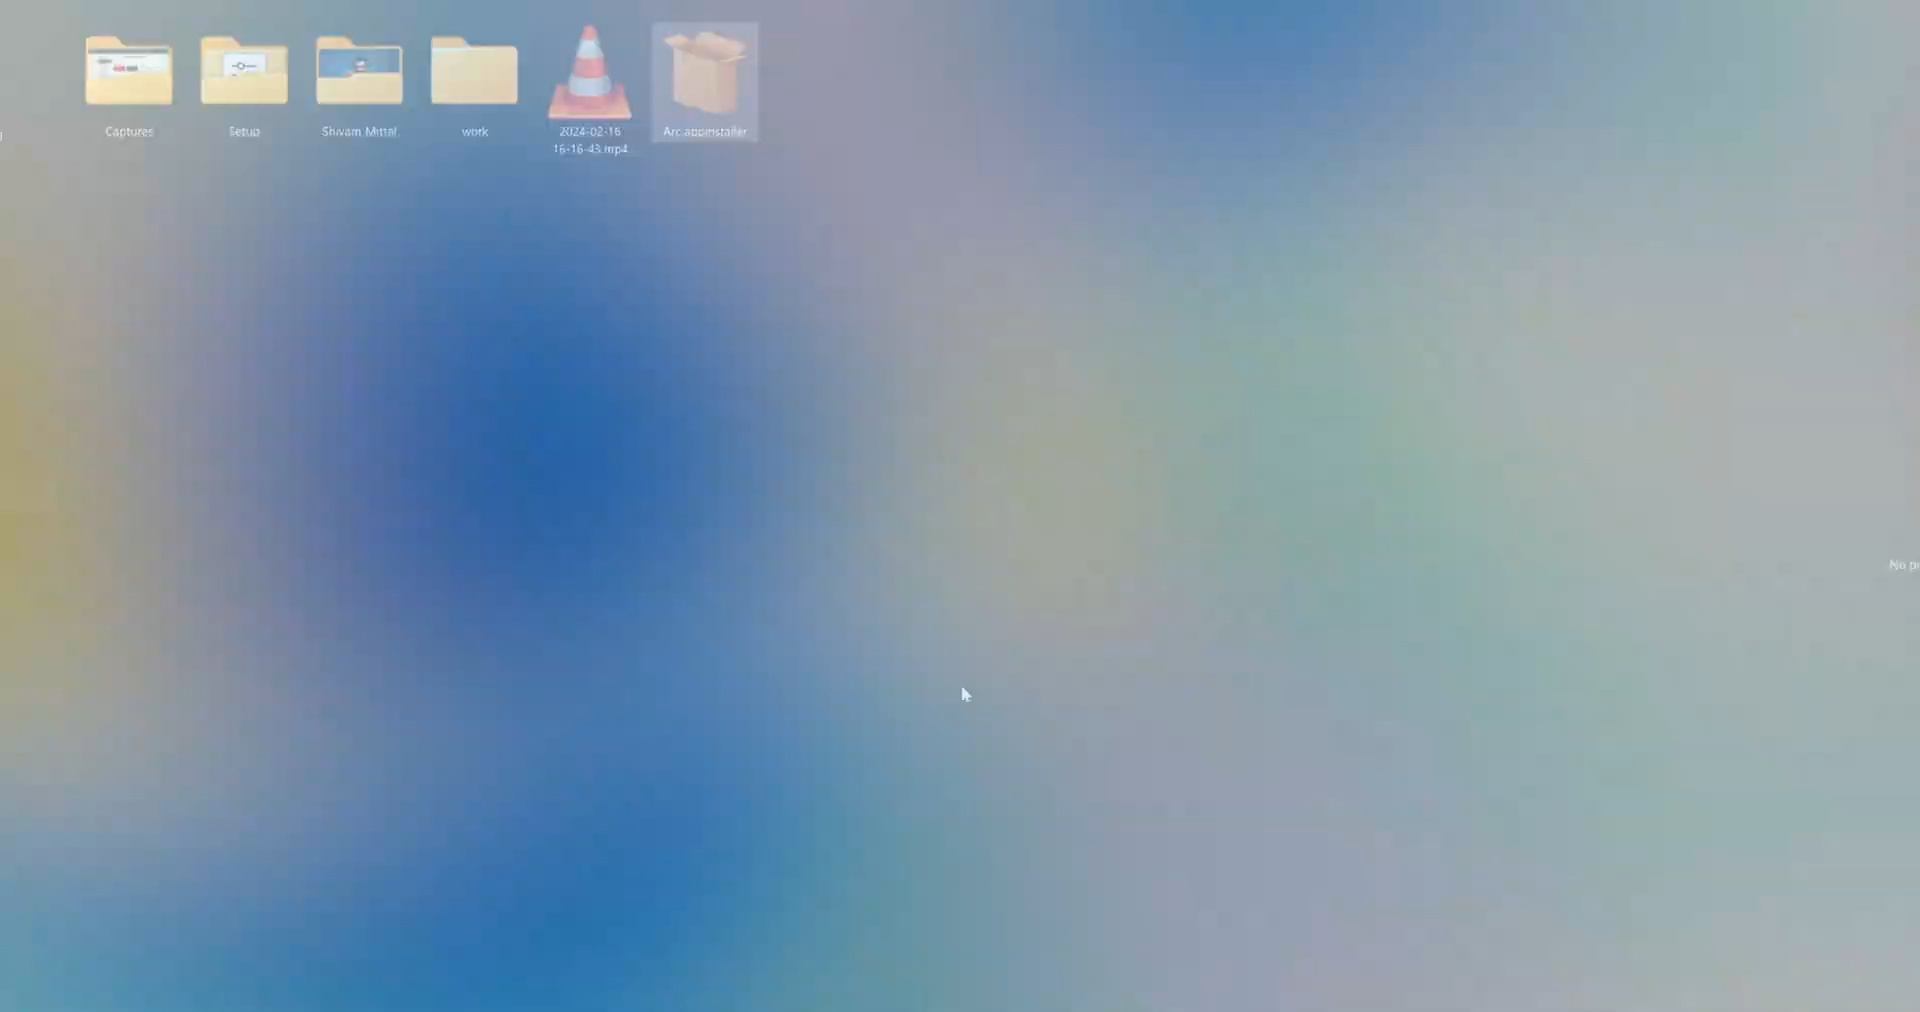 Captures
Setup
Shivam Mittal
work
2024-02-16
16-16-43.mp4
Arc.appinstaller